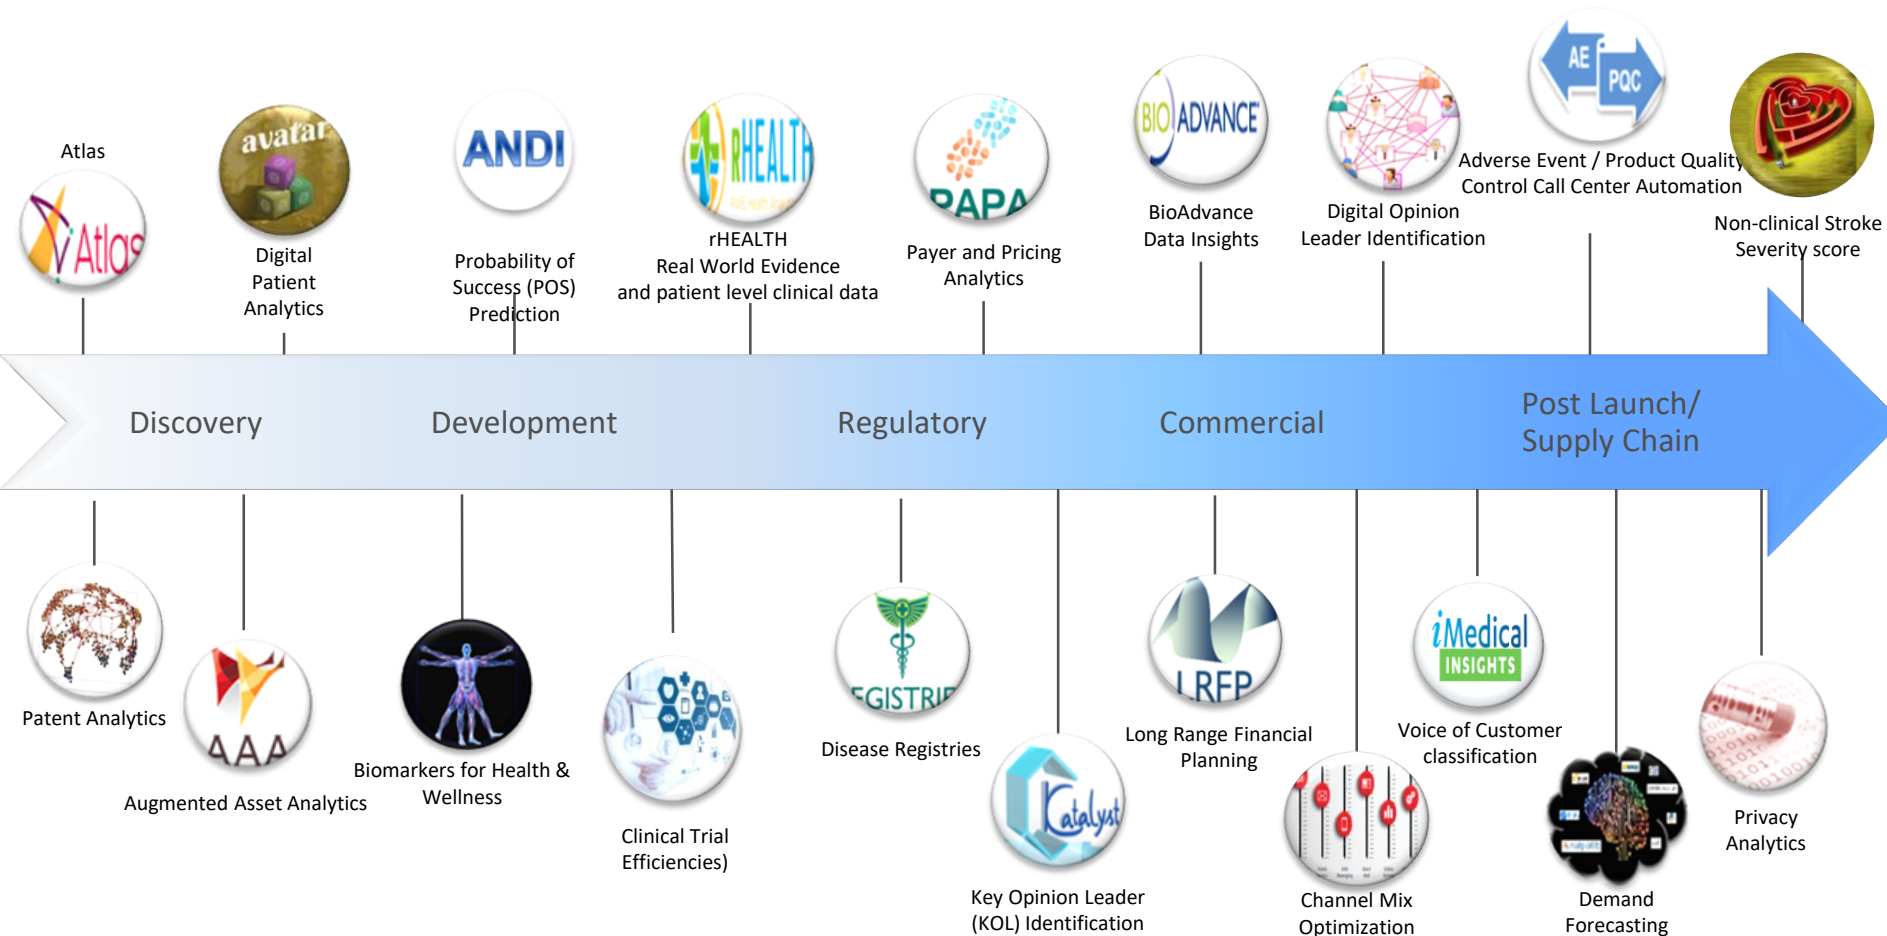 Atlas
Atlas
avatar
Digital
Patient
Analytics
ANDI
Probability of
Success (POS)
Prediction
rHEALTH
rHEALTH
Real World Evidence
and patient level clinical data
PAPA
Payer and Pricing
Analytics
BIO ADVANCE
BioAdvance
Data Insights
Digital Opinion
Leader Identification
AE
PQC
Adverse Event / Product Quality
Control Call Center Automation
Non-clinical Stroke
Severity score
Discovery
Development
Regulatory
Commercial
Post Launch/
Supply Chain
Patent Analytics
AAA
Augmented Asset Analytics
Biomarkers for Health &
Wellness
Clinical Trial
Efficiencies)
EGISTRIE
Disease Registries
Katalyst
Key Opinion Leader
(KOL) Identification
LRFP
Long Range Financial
Planning
Channel Mix
Optimization
iMedical
INSIGHTS
Voice of Customer
classification
Demand
Forecasting
Privacy
Analytics